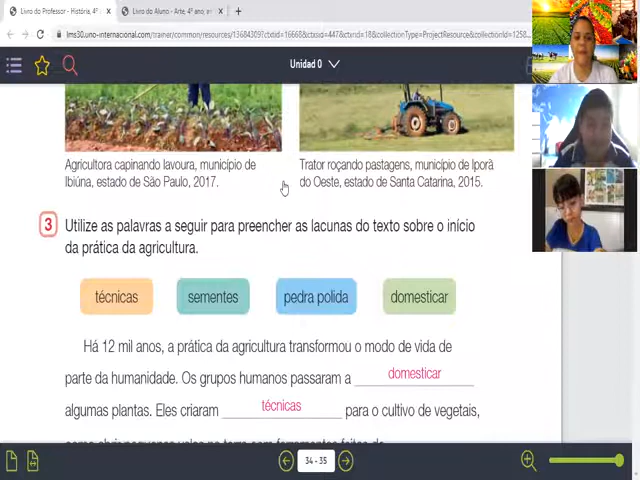 Livro do Professor - História, 4º
Livro do Aluno - Arte, 4º ano, an
Unidad 0
Agricultora capinando lavoura, município de
Ibiúna, estado de São Paulo, 2017.
Trator roçando pastagens, município de Iporã
do Oeste, estado de Santa Catarina, 2015.
3 Utilize as palavras a seguir para preencher as lacunas do texto sobre o início
da prática da agricultura.
técnicas sementes pedra polida domesticar
Há 12 mil anos, a prática da agricultura transformou o modo de vida de
parte da humanidade. Os grupos humanos passaram a domesticar
algumas plantas. Eles criaram técnicas para o cultivo de vegetais,
34 - 35